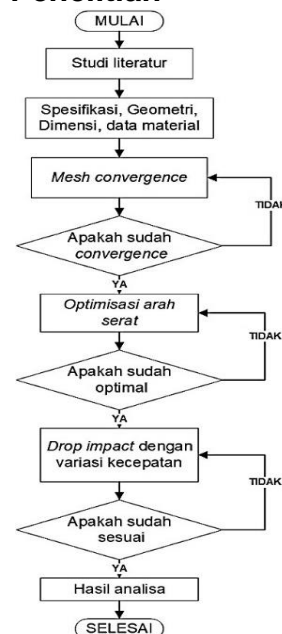 MULAI
Studi literatur
Spesifikasi, Geometri,
Dimensi, data material
Mesh convergence
TIDAK
Apakah sudah
convergence
YA
Optimisasi arah
serat
TIDAK
Apakah sudah
optimal
YA
Drop impact dengan
variasi kecepatan
TIDAK
Apakah sudah
sesuai
YA
Hasil analisa
SELESAI